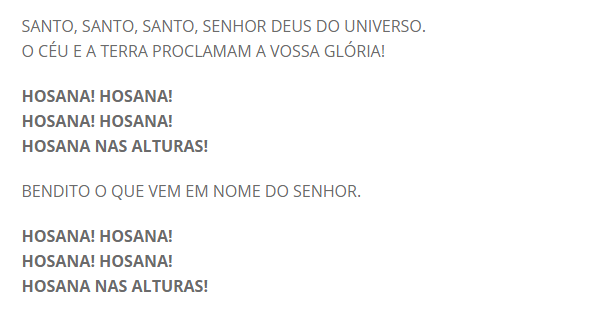 SANTO, SANTO, SANTO, SENHOR DEUS DO UNIVERSO.
O CÉU E A TERRA PROCLAMAM A VOSSA GLÓRIA!
HOSANA! HOSANA!
HOSANA! HOSANA!
HOSANA NAS ALTURAS!
BENDITO O QUE VEM EM NOME DO SENHOR.
HOSANA! HOSANA!
HOSANA! HOSANA!
HOSANA NAS ALTURAS!